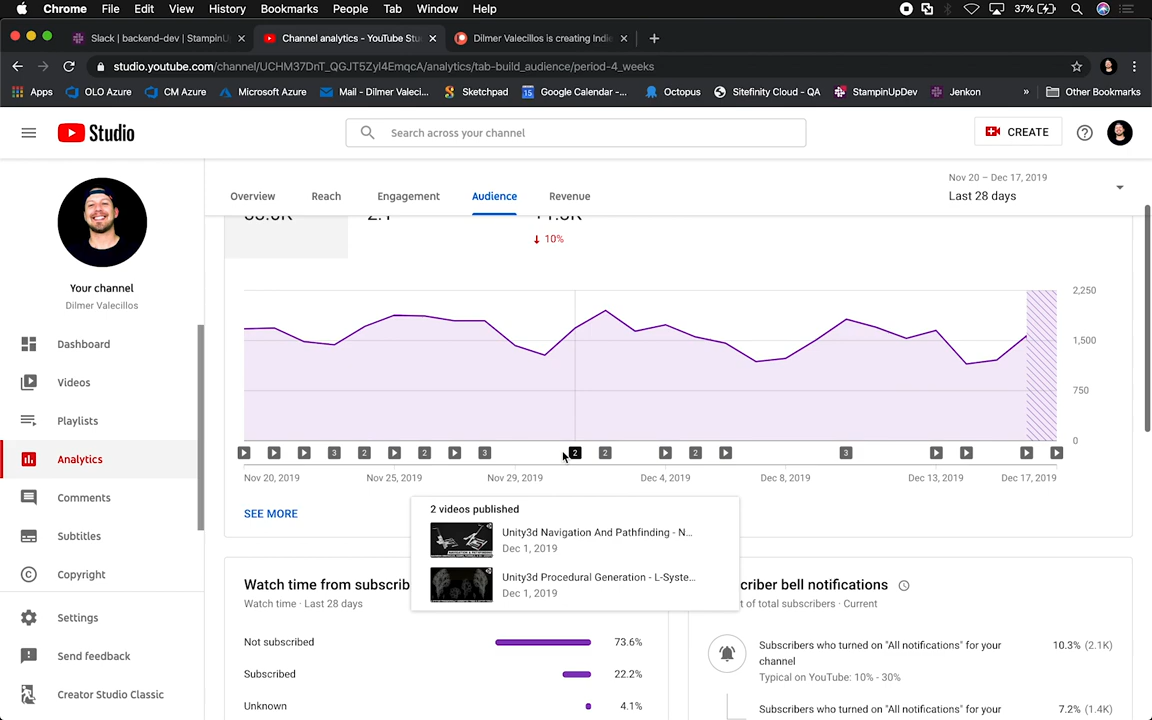 Chrome File Edit View History Bookmarks People Tab Window Help 37%
Slack | backend-dev | StampinU Channel analytics - YouTube Stu Dilmer Valecillos is creating Indie
studio.youtube.com/channel/UCHM37DnT_QGJT5Zyl4EmqcA/analytics/tab-build_audience/period-4_weeks
Apps OLO Azure CM Azure Microsoft Azure Mail - Dilmer Valeci... Sketchpad Google Calendar -... Octopus Sitefinity Cloud - QA StampinUpDev Jenkon » Other Bookmarks
Studio
Search across your channel
CREATE
Overview
Reach
Engagement
Audience
Revenue
Nov 20 – Dec 17, 2019
Last 28 days
Your channel
Dilmer Valecillos
Dashboard
Videos
Playlists
Analytics
Comments
Subtitles
Copyright
Settings
Send feedback
Creator Studio Classic
10%
2,250
1,500
750
0
3 2 2 3 2 2 2 3
Nov 20, 2019 Nov 25, 2019 Nov 29, 2019 Dec 4, 2019 Dec 8, 2019 Dec 13, 2019 Dec 17, 2019
SEE MORE
2 videos published
Unity3d Navigation And Pathfinding - N...
Dec 1, 2019
Unity3d Procedural Generation - L-Syste...
Dec 1, 2019
Watch time from subscrib
Watch time · Last 28 days
Not subscribed 73.6%
Subscribed 22.2%
Unknown 4.1%
criber bell notifications
t of total subscribers · Current
Subscribers who turned on "All notifications" for your
channel
10.3% (2.1K)
Typical on YouTube: 10% - 30%
Subscribers who turned on "All notifications" for your
7.2% (1.4K)